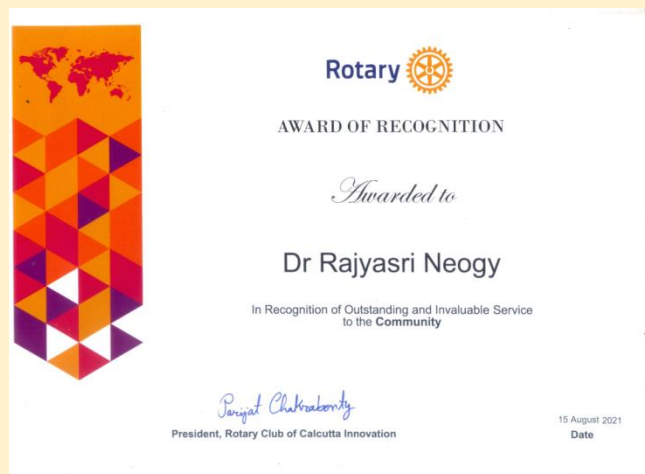 Rotary
AWARD OF RECOGNITION
Awarded to
Dr Rajyasri Neogy
In Recognition of Outstanding and Invaluable Service
to the Community
Parijat Chakrabonty
President, Rotary Club of Calcutta Innovation
15 August 2021
Date